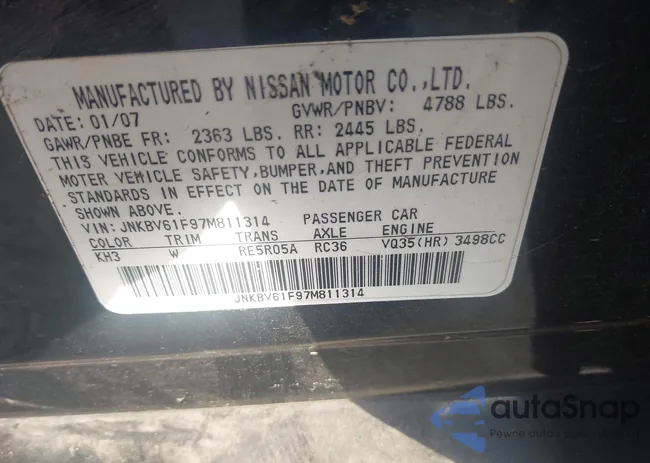 MANUFACTURED BY NISSAN MOTOR CO.,LTD.
DATE: 01/07 GVWR/PNBV: 4788 LBS.
GAWR/PNBE FR: 2363 LBS. RR: 2445 LBS.
THIS VEHICLE CONFORMS TO ALL APPLICABLE FEDERAL
MOTOR VEHICLE SAFETY, BUMPER, AND THEFT PREVENTION
STANDARDS IN EFFECT ON THE DATE OF MANUFACTURE
SHOWN ABOVE.
VIN: JNKBV61F97M811314 PASSENGER CAR
COLOR TRIM TRANS AXLE ENGINE
KH3 W RE5R05A RC36 VQ35(HR) 3498CC
JNKBV61F97M811314
autoSnap
Pewne auto